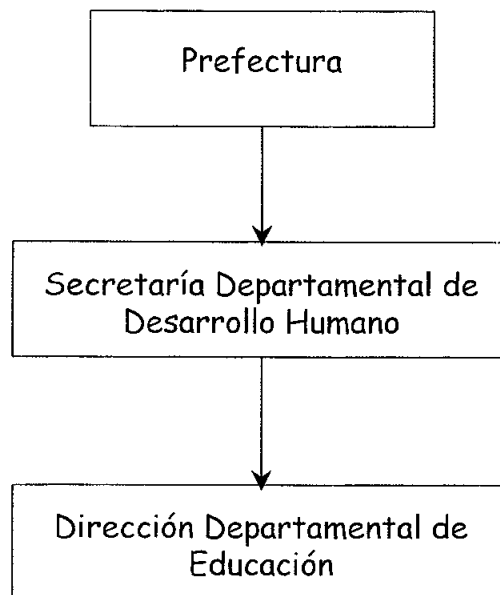 Prefectura
Secretaría Departamental de
Desarrollo Humano
Dirección Departamental de
Educación